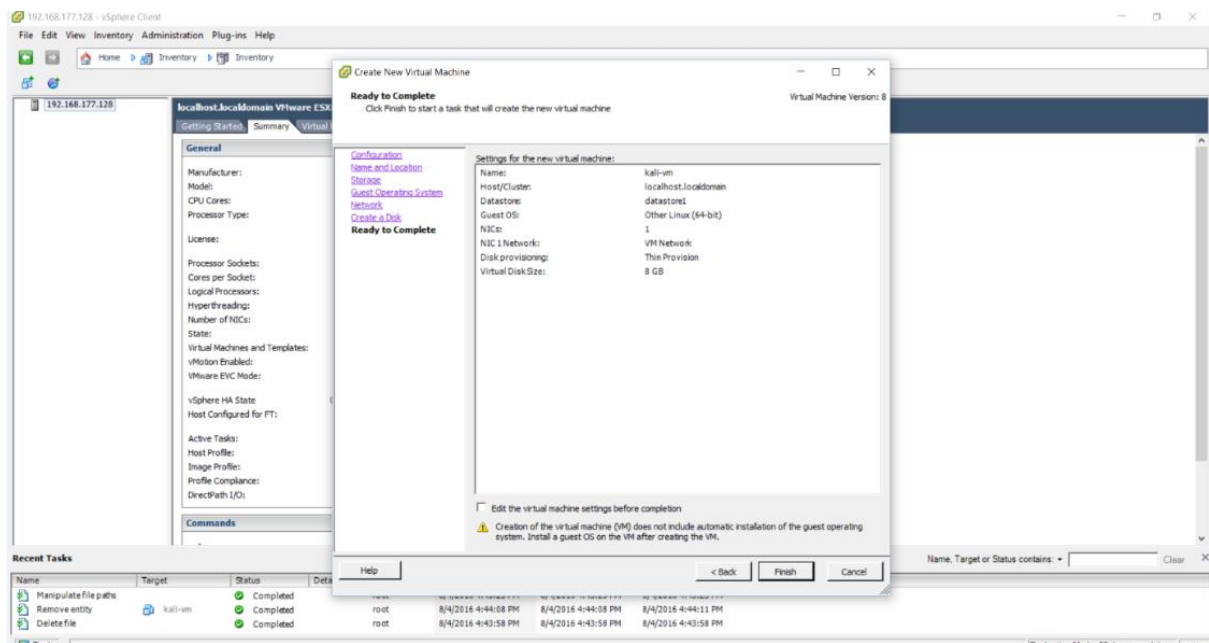 192.168.177.128 - vSphere Client
File Edit View Inventory Administration Plug-ins Help
Home Inventory Inventory
192.168.177.128
localhost.localdomain VMware ESX
Getting Started Summary Virtual
General
Manufacturer:
Model:
CPU Cores:
Processor Type:
License:
Processor Sockets:
Cores per Socket:
Logical Processors:
Hyperthreading:
Number of NICs:
State:
Virtual Machines and Templates:
vMotion Enabled:
VMware EVC Mode:
vSphere HA State
Host Configured for FT:
Active Tasks:
Host Profile:
Image Profile:
Profile Compliance:
DirectPath I/O:
Commands
Create New Virtual Machine
Ready to Complete
Click Finish to start a task that will create the new virtual machine
Virtual Machine Version: 8
Configuration
Name and Location
Storage
Guest Operating System
Network
Create a Disk
Ready to Complete
Settings for the new virtual machine:
Name: kali-vm
Host/Cluster: localhost.localdomain
Datastore: datastore1
Guest OS: Other Linux (64-bit)
NICs: 1
NIC 1 Network: VM Network
Disk provisioning: Thin Provision
Virtual Disk Size: 8 GB
Edit the virtual machine settings before completion
Creation of the virtual machine (VM) does not include automatic installation of the guest operating
system. Install a guest OS on the VM after creating the VM.
Help < Back Finish Cancel
Recent Tasks
Name, Target or Status contains: Clear
Name Target Status Deta
Manipulate file paths Completed
Remove entity kali-vm Completed root 8/4/2016 4:44:08 PM 8/4/2016 4:44:08 PM 8/4/2016 4:44:11 PM
Delete file Completed root 8/4/2016 4:43:58 PM 8/4/2016 4:43:58 PM 8/4/2016 4:43:58 PM